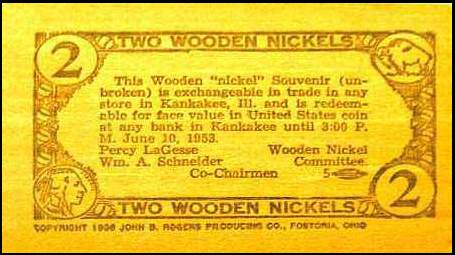 2 TWO WOODEN NICKELS
This Wooden "nickel" Souvenir (un-
broken) is exchangeable in trade in any
store in Kankakee, Ill. and is redeem-
able for face value in United States coin
at any bank in Kankakee until 3:00 P.
M. June 10, 1953.
Percy LaGesse Wooden Nickel
Wm. A. Schneider Committee
Co-Chairmen 5
TWO WOODEN NICKELS 2
COPYRIGHT 1936 JOHN B. ROGERS PRODUCING CO., FOSTORIA, OHIO